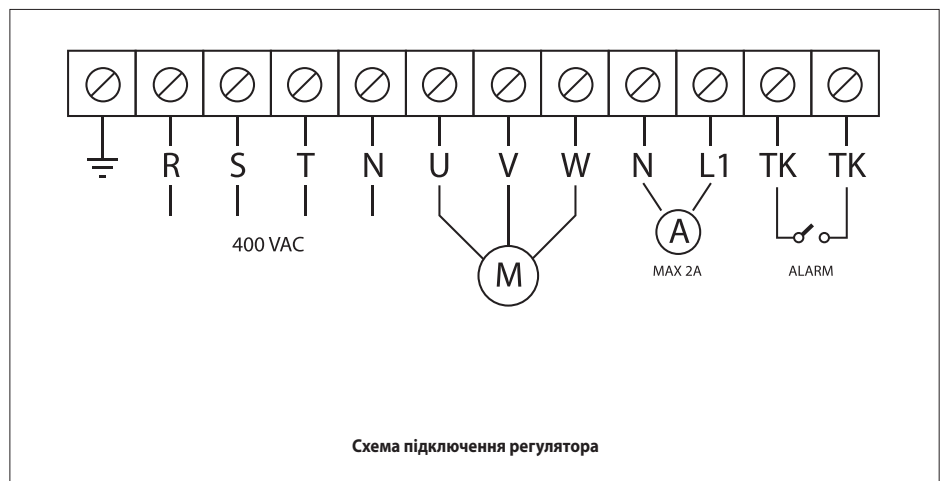 R S T N U V W N L1 TK TK
400 VAC
A
M
MAX 2A
ALARM
Схема підключення регулятора